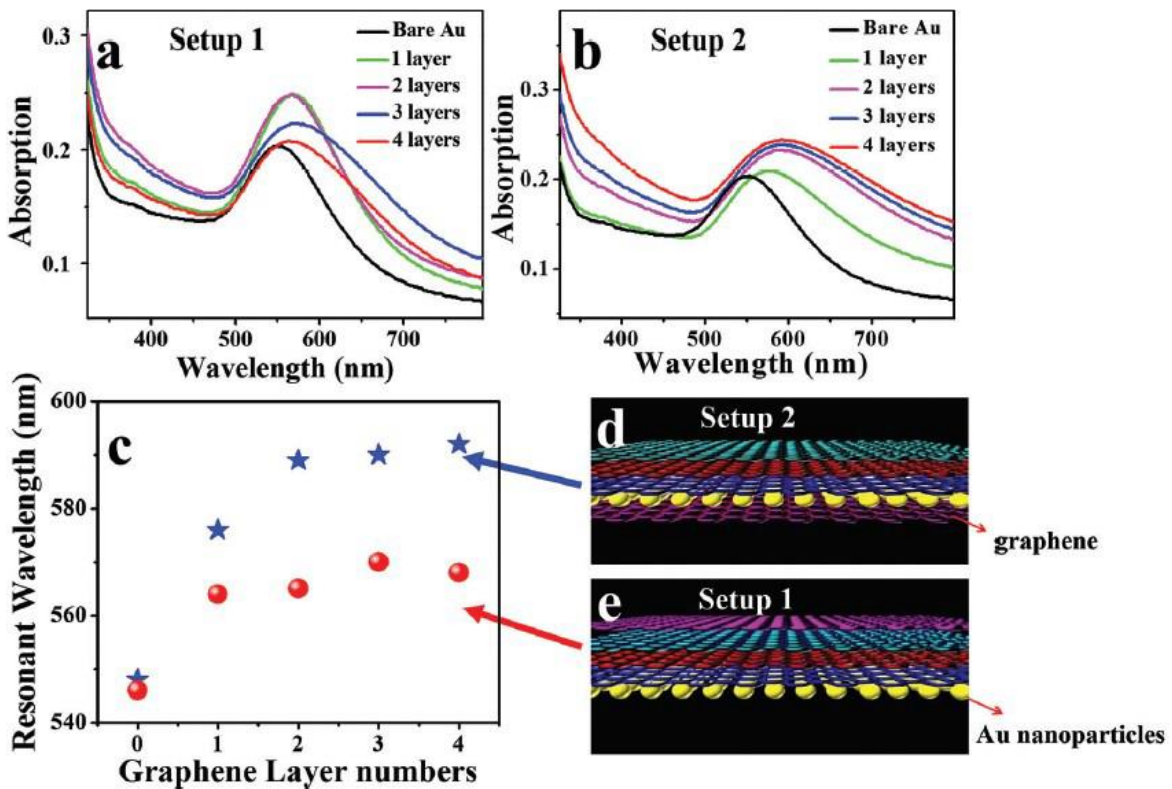 a
Setup 1
Bare Au
1 layer
2 layers
3 layers
4 layers
0.3
0.2
0.1
Absorption
400 500 600 700
Wavelength (nm)
b
Setup 2
Bare Au
1 layer
2 layers
3 layers
4 layers
0.3
0.2
0.1
Absorption
400 500 600 700
Wavelength (nm)
c
600
580
560
540
Resonant Wavelength (nm)
0 1 2 3 4
Graphene Layer numbers
d
Setup 2
graphene
e
Setup 1
Au nanoparticles